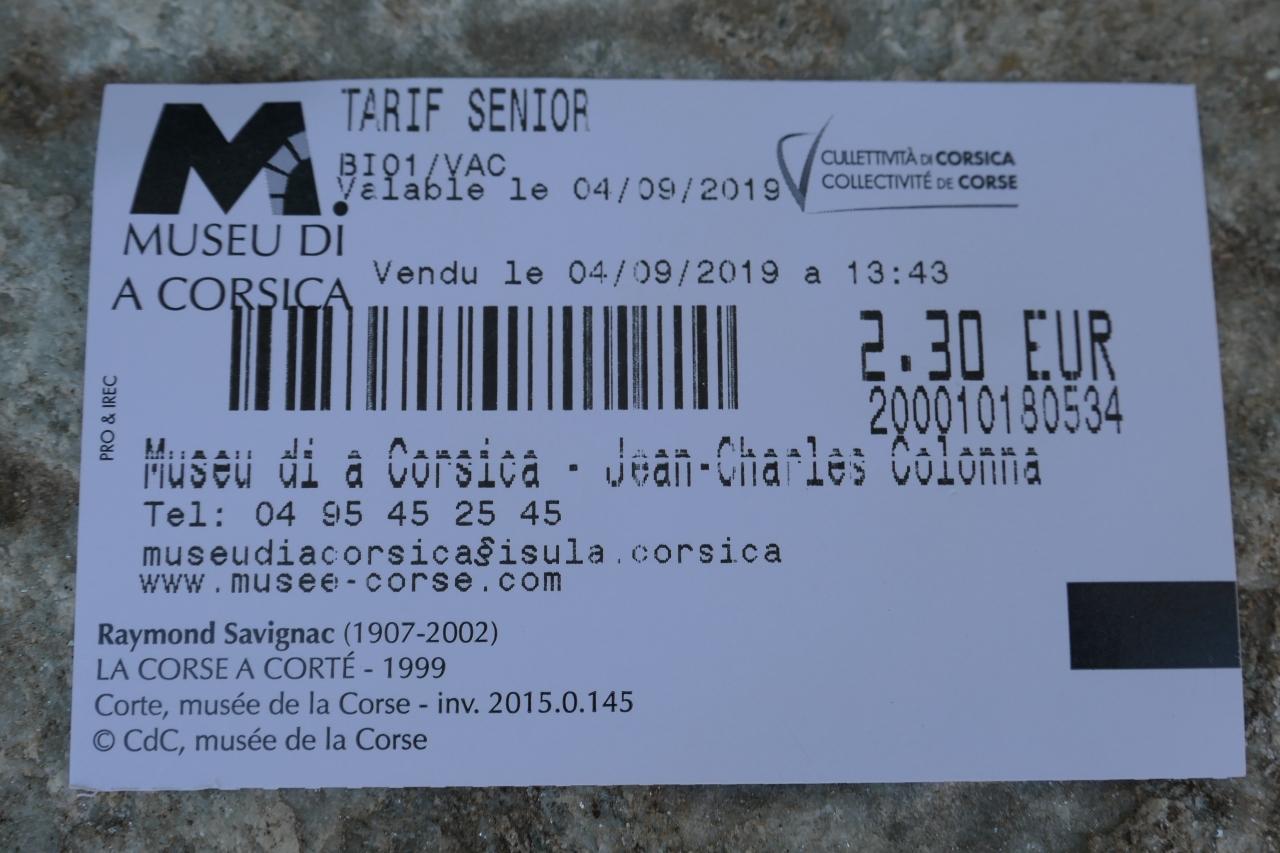 M.
MUSEU DI
A CORSICA
TARIF SENIOR
BI01/VAC
Valable le 04/09/2019
CULLETTIVITÀ DI CORSICA
COLLECTIVITÉ DE CORSE
Vendu le 04/09/2019 a 13:43
2.30 EUR
200010180534
PRO & IREC
Museu di a Corsica - Jean-Charles Colonna
Tel: 04 95 45 25 45
museudiacorsica§isula.corsica
www.musee-corse.com
Raymond Savignac (1907-2002)
LA CORSE A CORTÉ - 1999
Corte, musée de la Corse - inv. 2015.0.145
© CdC, musée de la Corse